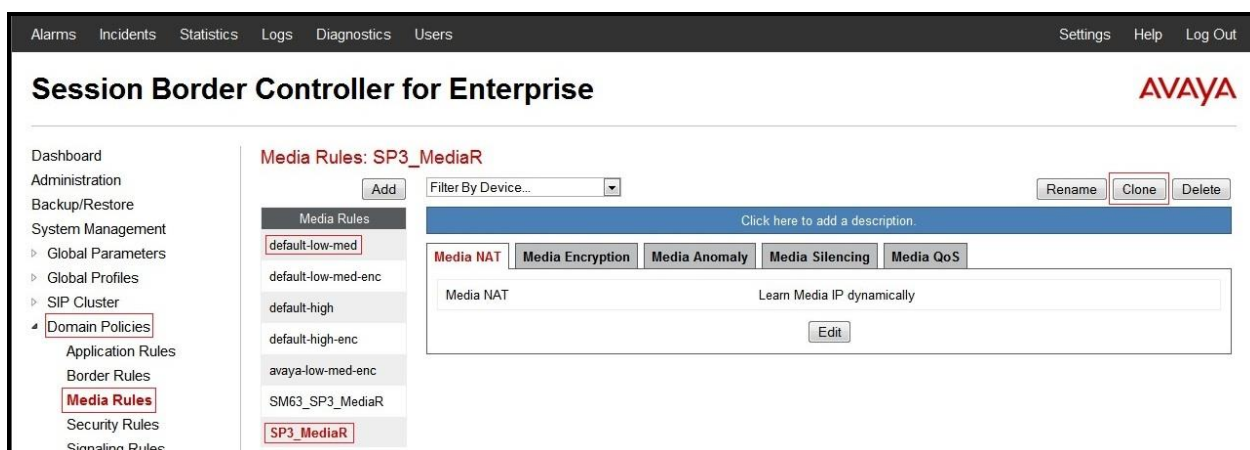 Alarms Incidents Statistics Logs Diagnostics Users Settings Help Log Out
Session Border Controller for Enterprise
AVAYA
Dashboard
Administration
Backup/Restore
System Management
Global Parameters
Global Profiles
SIP Cluster
Domain Policies
Application Rules
Border Rules
Media Rules
Security Rules
Signaling Rules
Media Rules: SP3_MediaR
Add
Filter By Device...
Rename Clone Delete
Media Rules
default-low-med
default-low-med-enc
default-high
default-high-enc
avaya-low-med-enc
SM63_SP3_MediaR
SP3_MediaR
Click here to add a description.
Media NAT Media Encryption Media Anomaly Media Silencing Media QoS
Media NAT Learn Media IP dynamically
Edit